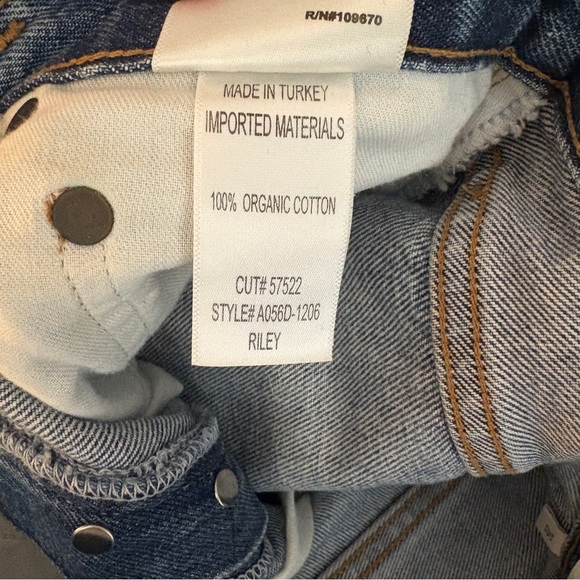 R/N#109670
MADE IN TURKEY
IMPORTED MATERIALS
100% ORGANIC COTTON
CUT# 57522
STYLE# A056D-1206
RILEY